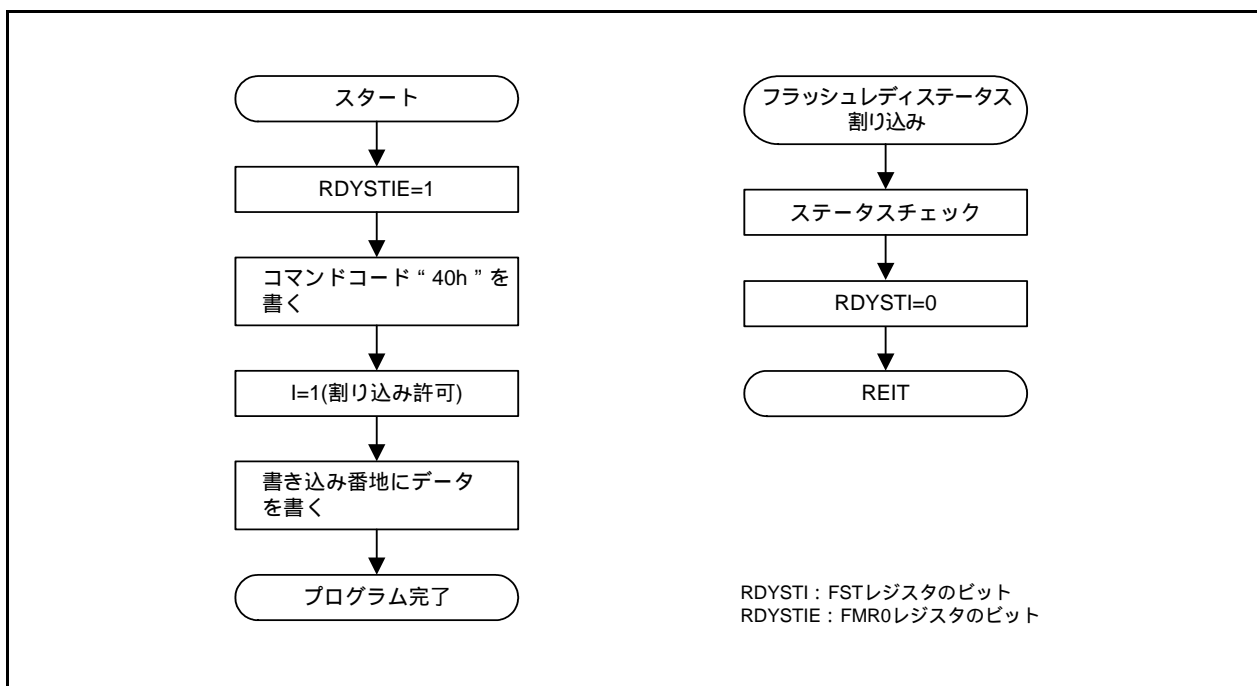 スタート
RDYSTIE=1
コマンドコード“40h”を
書く
I=1(割り込み許可)
書き込み番地にデータ
を書く
プログラム完了
フラッシュレディステータス
割り込み
ステータスチェック
RDYSTI=0
REIT
RDYSTI：FSTレジスタのビット
RDYSTIE：FMR0レジスタのビット